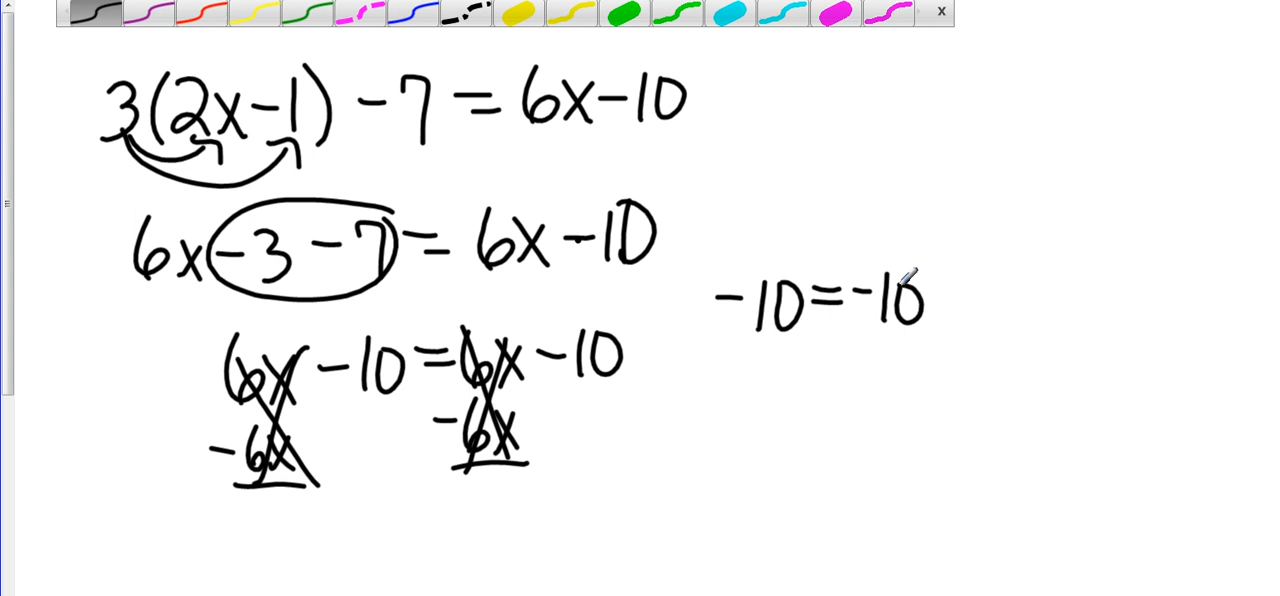 x
3(2x-1) - 7 = 6x-10
6x-3-7 = 6x-10
-10=-10
6x-10=6x-10
-6x -6x